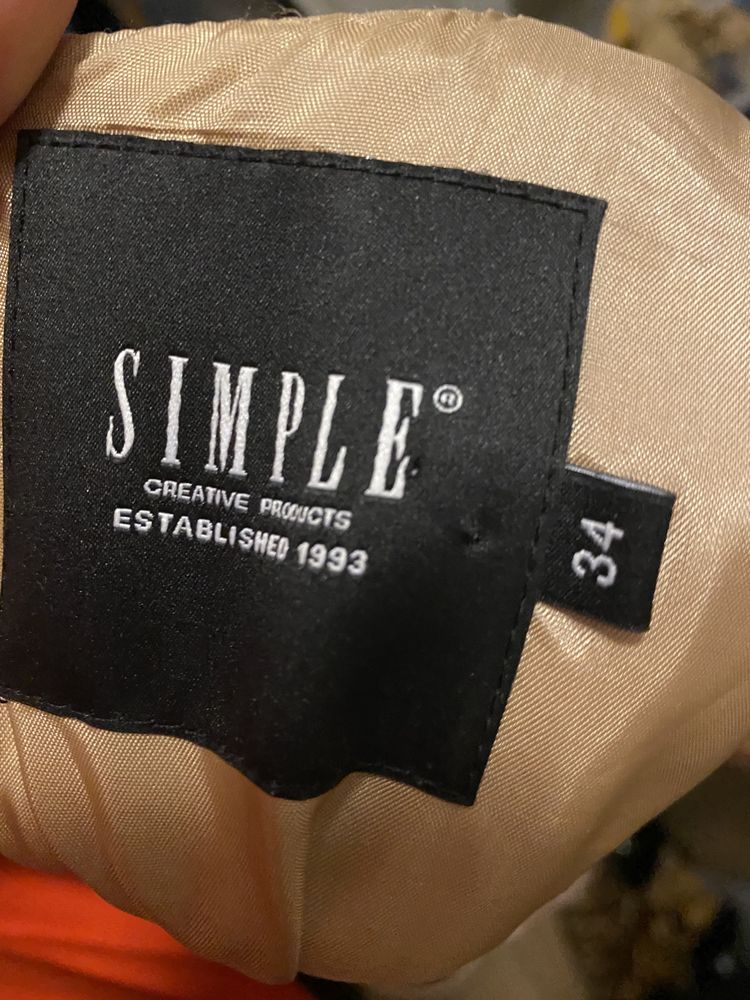 SIMPLE®
CREATIVE PRODUCTS
ESTABLISHED 1993
34